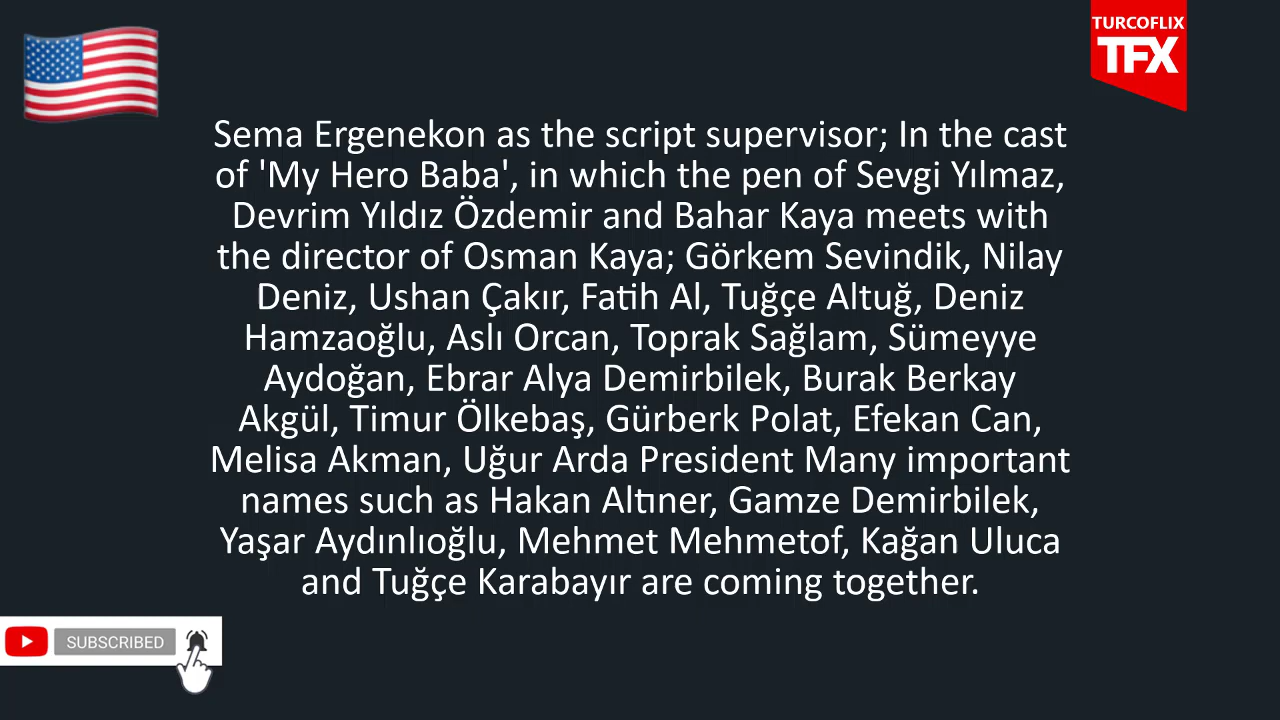 TURCOFLIX
TFX
Sema Ergenekon as the script supervisor; In the cast
of 'My Hero Baba', in which the pen of Sevgi Yılmaz,
Devrim Yıldız Özdemir and Bahar Kaya meets with
the director of Osman Kaya; Görkem Sevindik, Nilay
Deniz, Ushan Çakır, Fatih Al, Tuğçe Altuğ, Deniz
Hamzaoğlu, Aslı Orcan, Toprak Sağlam, Sümeyye
Aydoğan, Ebrar Alya Demirbilek, Burak Berkay
Akgül, Timur Ölkebaş, Gürberk Polat, Efekan Can,
Melisa Akman, Uğur Arda President Many important
names such as Hakan Altıner, Gamze Demirbilek,
Yaşar Aydınlıoğlu, Mehmet Mehmetof, Kağan Uluca
and Tuğçe Karabayır are coming together.
SUBSCRIBED